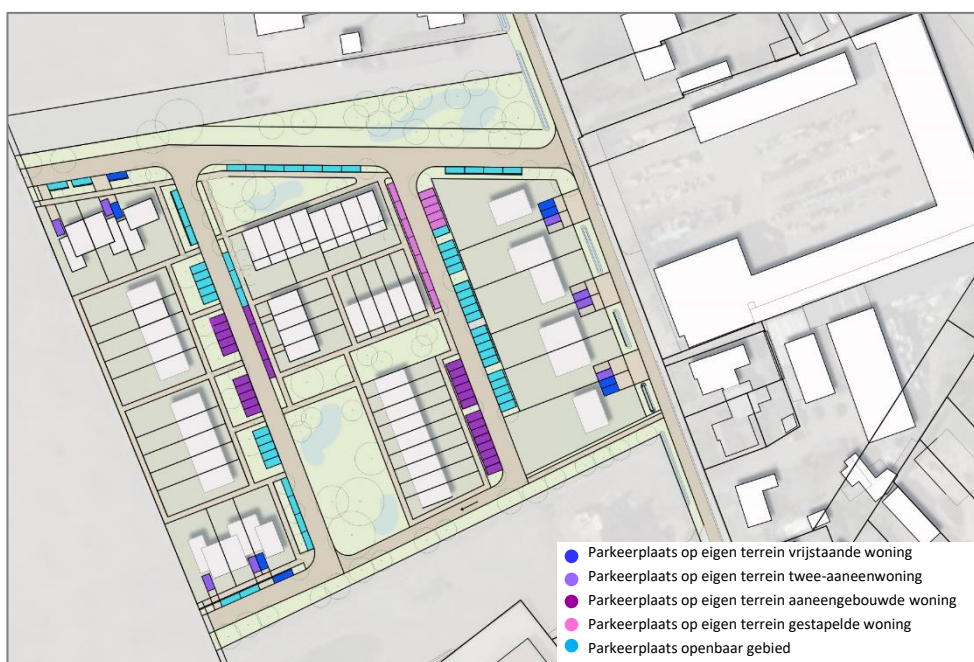 Parkeerplaats op eigen terrein vrijstaande woning
Parkeerplaats op eigen terrein twee-aaneenwoning
Parkeerplaats op eigen terrein aaneengebouwde woning
Parkeerplaats op eigen terrein gestapelde woning
Parkeerplaats openbaar gebied